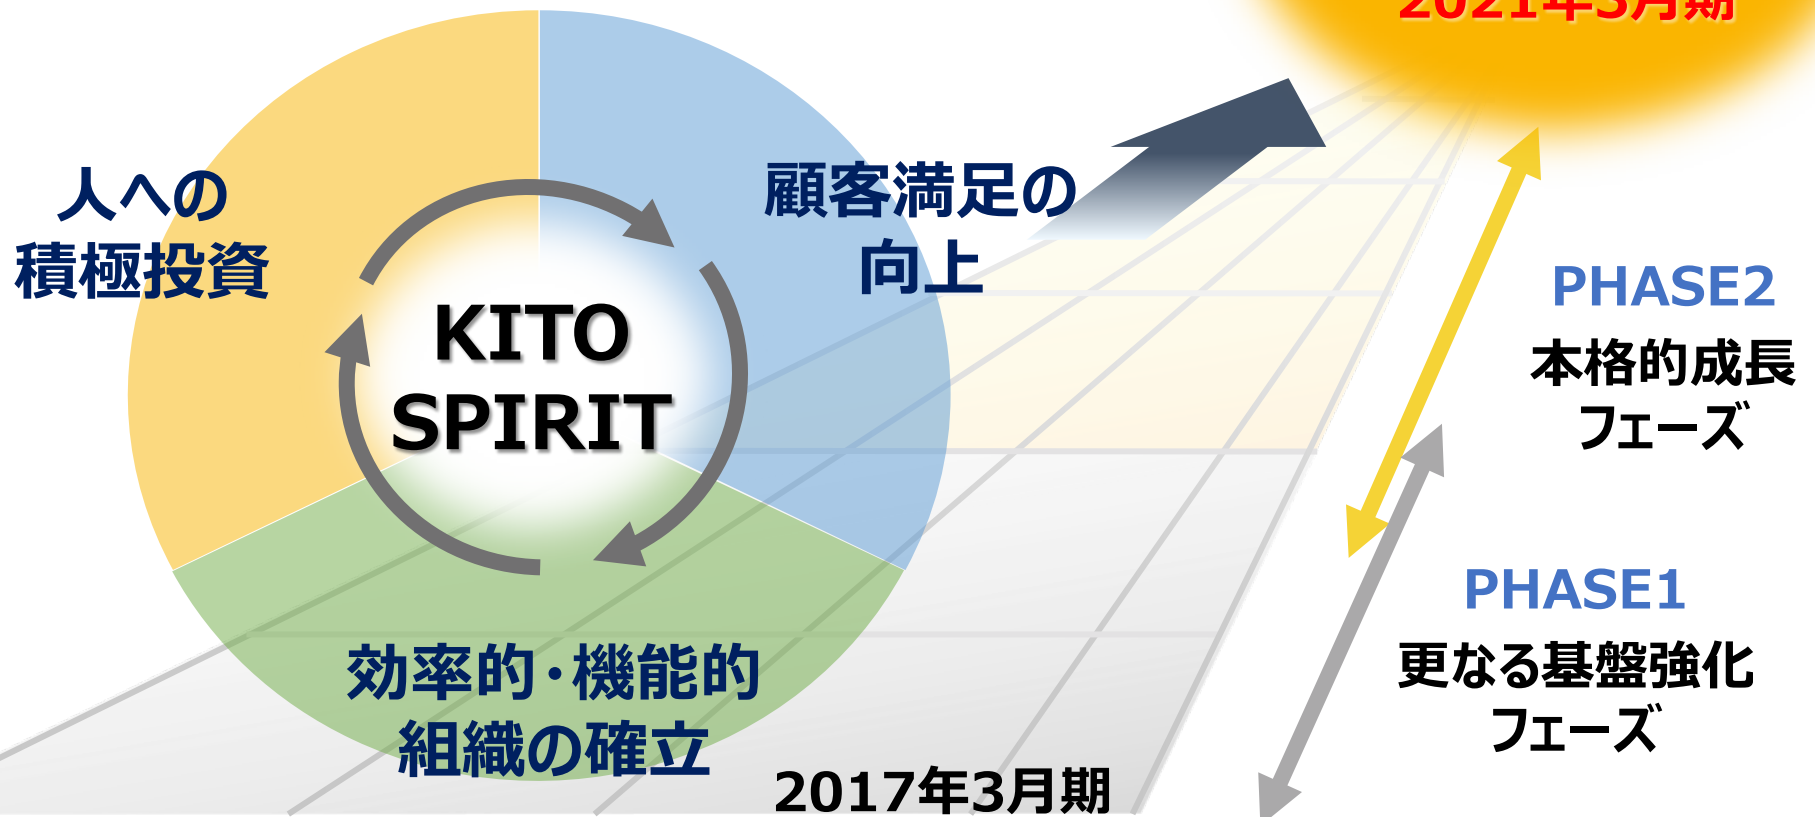 2021年3月期
人への
積極投資
顧客満足の
向上
KITO
SPIRIT
効率的・機能的
組織の確立
PHASE2
本格的成長
フェーズ
PHASE1
更なる基盤強化
フェーズ
2017年3月期